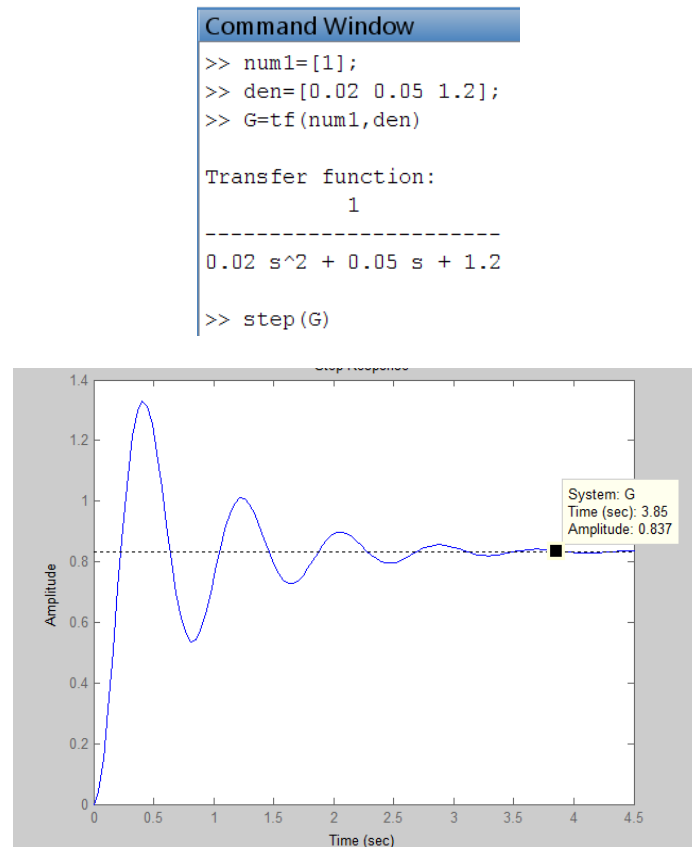 Command Window
>> num1=[1];
>> den=[0.02 0.05 1.2];
>> G=tf(num1,den)
Transfer function:
1
------------------------
0.02 s^2 + 0.05 s + 1.2
>> step(G)
Step Response
1.4
1.2
1
0.8
0.6
0.4
0.2
0
Amplitude
System: G
Time (sec): 3.85
Amplitude: 0.837
0 0.5 1 1.5 2 2.5 3 3.5 4 4.5
Time (sec)